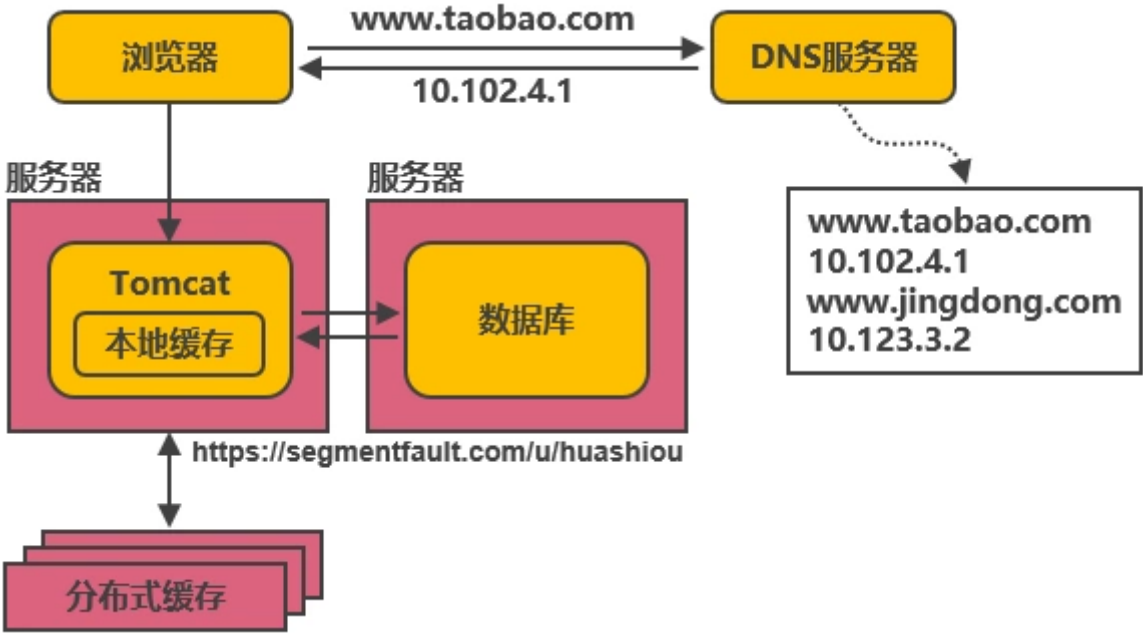 www.taobao.com
浏览器
DNS服务器
10.102.4.1
服务器
服务器
Tomcat
本地缓存
数据库
www.taobao.com
10.102.4.1
www.jingdong.com
10.123.3.2
https://segmentfault.com/u/huashiou
分布式缓存